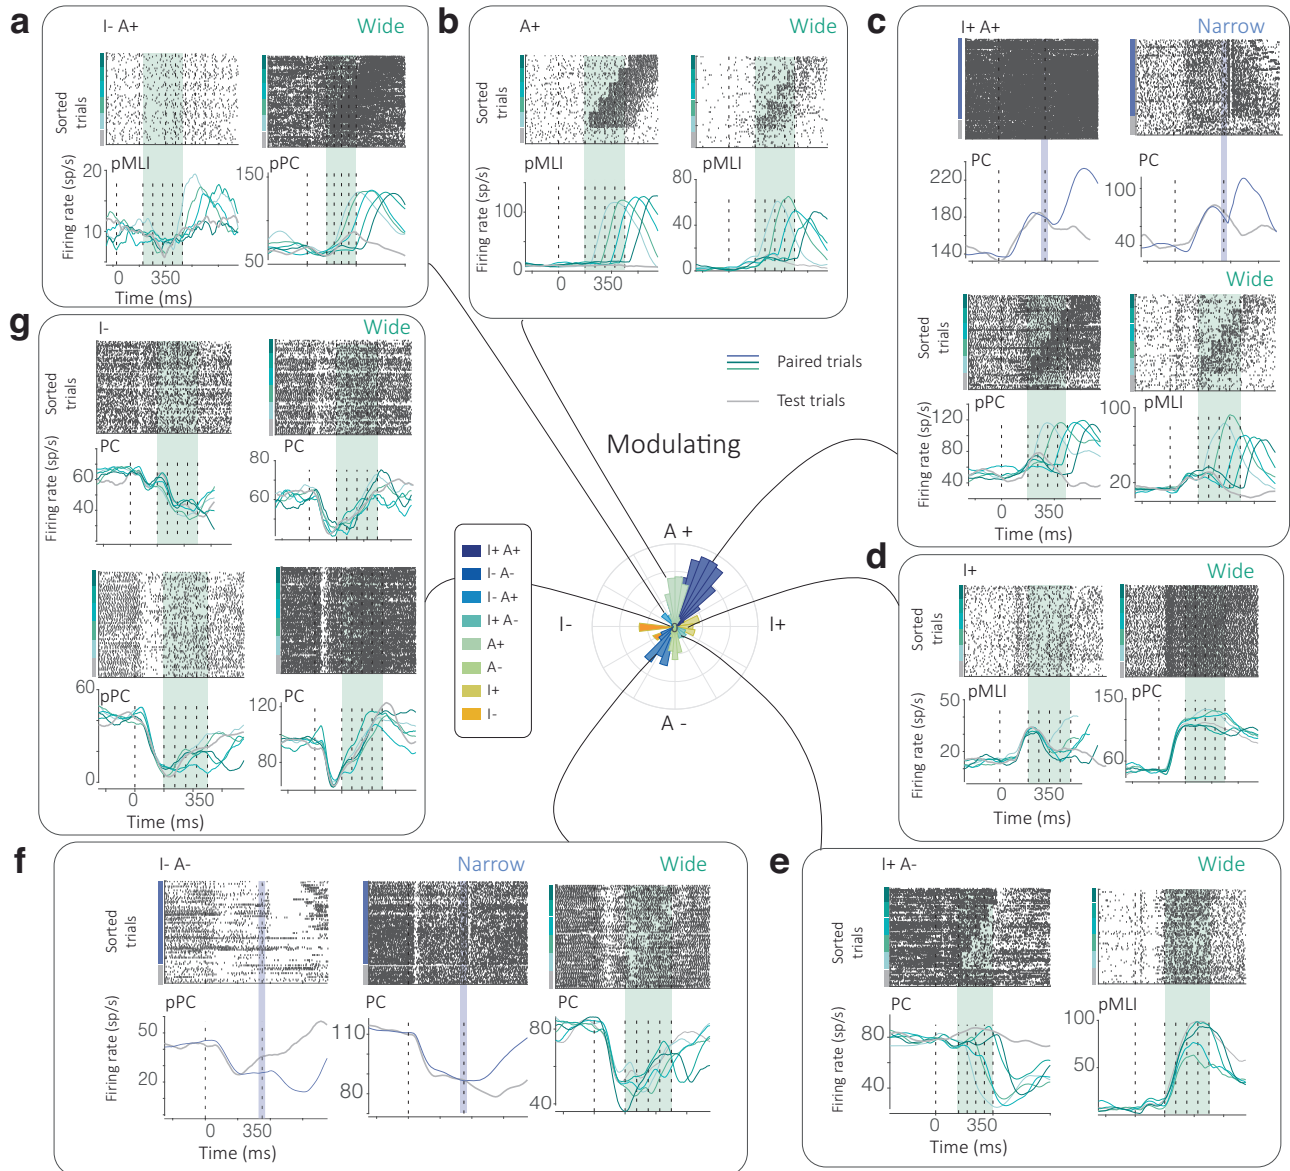 a
I- A+
Wide
Sorted
trials
pMLI
pPC
Firing rate (sp/s)
20
10
150
50
0
350
Time (ms)
b
A+
Wide
Sorted
trials
pMLI
pMLI
Firing rate (sp/s)
100
0
80
40
0
350
c
I+ A+
Narrow
PC
PC
220
180
140
100
40
Wide
Sorted
trials
pPC
pMLI
Firing rate (sp/s)
120
80
40
100
20
0
350
Time (ms)
g
I-
Wide
Sorted
trials
PC
PC
Firing rate (sp/s)
60
40
80
60
pPC
PC
60
0
120
80
0
350
Time (ms)
Paired trials
Test trials
Modulating
A +
I-
I+
A -
I+ A+
I- A-
I- A+
I+ A-
A+
A-
I+
I-
d
I+
Wide
Sorted
trials
pMLI
pPC
Firing rate (sp/s)
50
20
150
60
0
350
Time (ms)
f
I- A-
Narrow
Wide
Sorted
trials
pPC
PC
PC
Firing rate (sp/s)
50
20
110
80
80
40
0
350
Time (ms)
e
I+ A-
Wide
Sorted
trials
PC
pMLI
Firing rate (sp/s)
80
40
100
50
0
0
350
Time (ms)